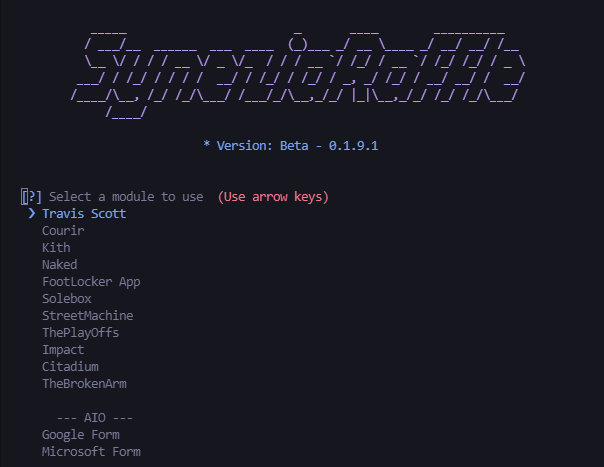 SyneziaRaffle
* Version: Beta - 0.1.9.1
[?] Select a module to use (Use arrow keys)
❯ Travis Scott
Courir
Kith
Naked
FootLocker App
Solebox
StreetMachine
ThePlayOffs
Impact
Citadium
TheBrokenArm
--- AIO ---
Google Form
Microsoft Form